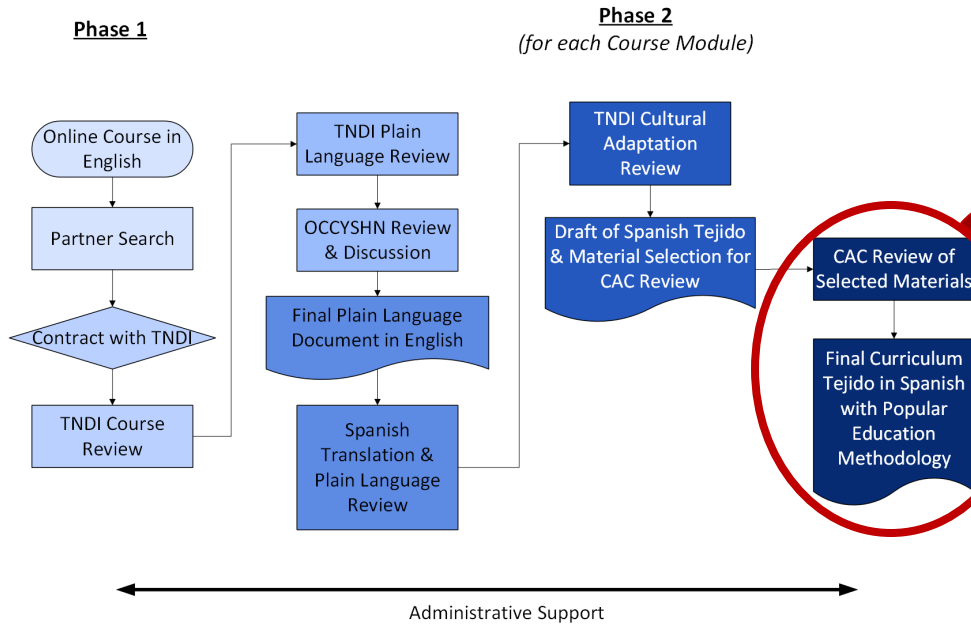 Phase 1
Phase 2
(for each Course Module)
Online Course in
English
Partner Search
Contract with TNDI
TNDI Course
Review
TNDI Plain
Language Review
OCCYSHN Review
& Discussion
Final Plain Language
Document in English
Spanish
Translation &
Plain Language
Review
TNDI Cultural
Adaptation
Review
Draft of Spanish Tejido
& Material Selection for
CAC Review
CAC Review of
Selected Materials
Final Curriculum
Tejido in Spanish
with Popular
Education
Methodology
Administrative Support